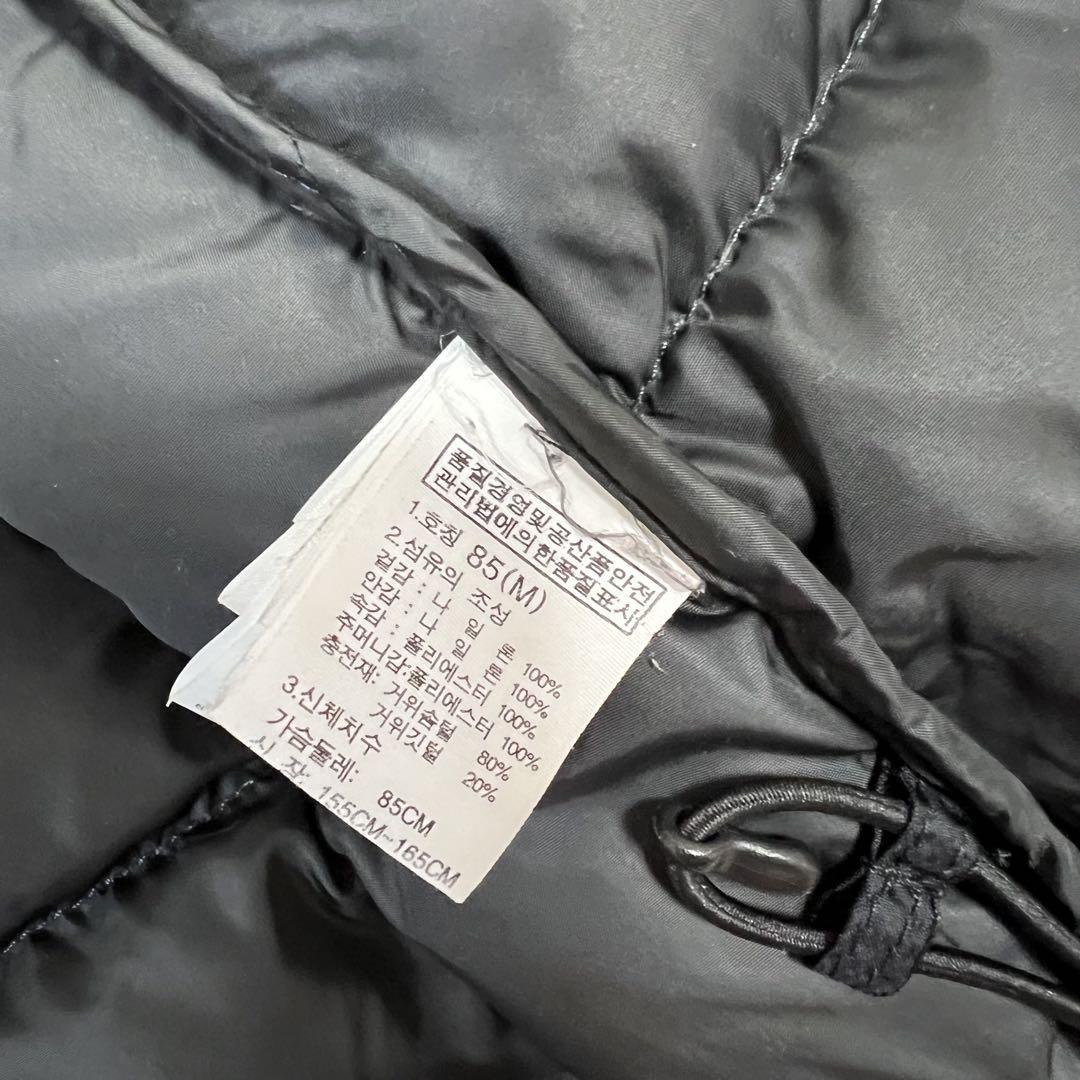 품질경영및공산품안전
관리법에의한품질표시
1.호칭 85(M)
2.섬유의 조성
겉감 : 나 일 론 100%
안감 : 나 일 론 100%
속감 : 폴리에스터 100%
주머니감:폴리에스터 100%
충전재: 거위솜털 80%
거위깃털 20%
3.신체치수
가슴둘레: 85CM
신 장: 155CM~165CM